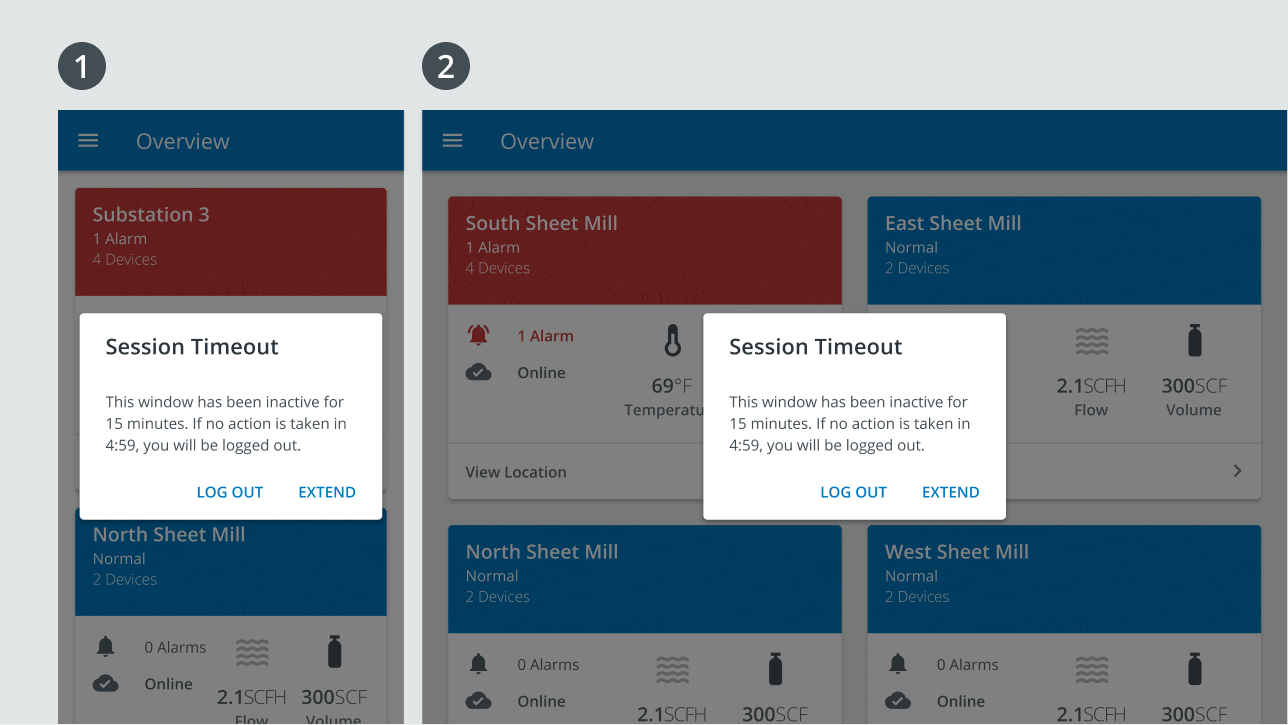 1
Overview
Substation 3
1 Alarm
4 Devices
Session Timeout
This window has been inactive for
15 minutes. If no action is taken in
4:59, you will be logged out.
LOG OUT EXTEND
North Sheet Mill
Normal
2 Devices
0 Alarms
Online
2.1SCFH 300SCF
Flow Volume
2
Overview
South Sheet Mill
1 Alarm
4 Devices
1 Alarm
Online
69°F
Temperatu
View Location
East Sheet Mill
Normal
2 Devices
2.1SCFH 300SCF
Flow Volume
Session Timeout
This window has been inactive for
15 minutes. If no action is taken in
4:59, you will be logged out.
LOG OUT EXTEND
North Sheet Mill
Normal
2 Devices
0 Alarms
Online
2.1SCFH 300SCF
West Sheet Mill
Normal
2 Devices
0 Alarms
Online
2.1SCFH 300SCF